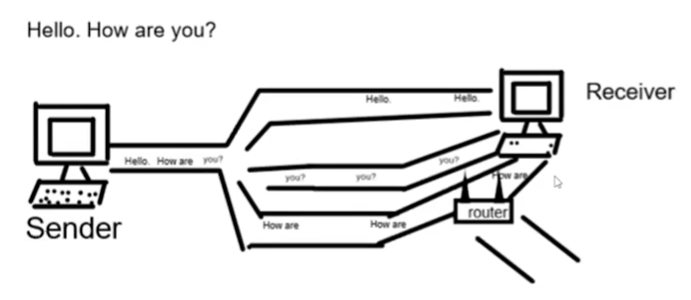 Hello. How are you?
Hello. Hello.
Receiver
Hello. How are you?
you? you? you?
How are
How are How are
router
Sender